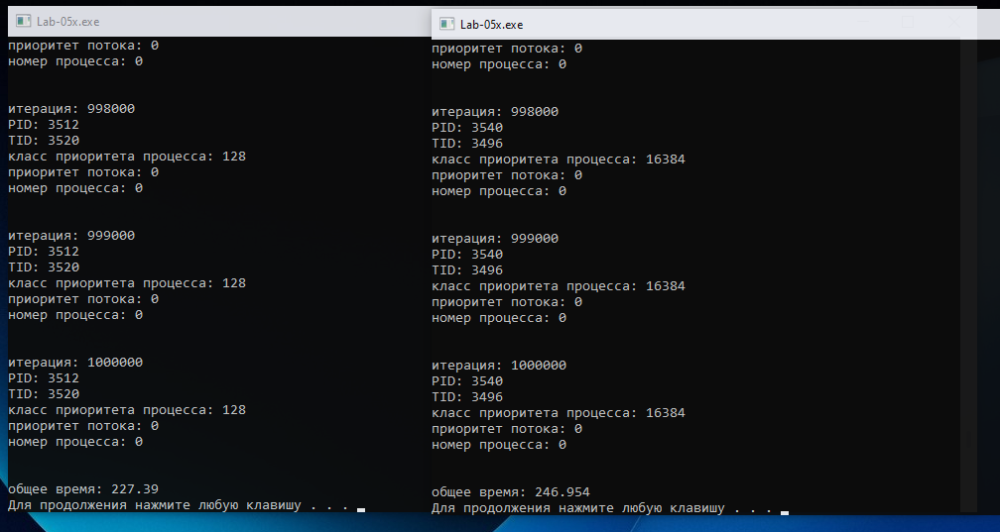 Lab-05x.exe
приоритет потока: 0
номер процесса: 0
итерация: 998000
PID: 3512
TID: 3520
класс приоритета процесса: 128
приоритет потока: 0
номер процесса: 0
итерация: 999000
PID: 3512
TID: 3520
класс приоритета процесса: 128
приоритет потока: 0
номер процесса: 0
итерация: 1000000
PID: 3512
TID: 3520
класс приоритета процесса: 128
приоритет потока: 0
номер процесса: 0
общее время: 227.39
Для продолжения нажмите любую клавишу . . .
Lab-05x.exe
приоритет потока: 0
номер процесса: 0
итерация: 998000
PID: 3540
TID: 3496
класс приоритета процесса: 16384
приоритет потока: 0
номер процесса: 0
итерация: 999000
PID: 3540
TID: 3496
класс приоритета процесса: 16384
приоритет потока: 0
номер процесса: 0
итерация: 1000000
PID: 3540
TID: 3496
класс приоритета процесса: 16384
приоритет потока: 0
номер процесса: 0
общее время: 246.954
Для продолжения нажмите любую клавишу . . .